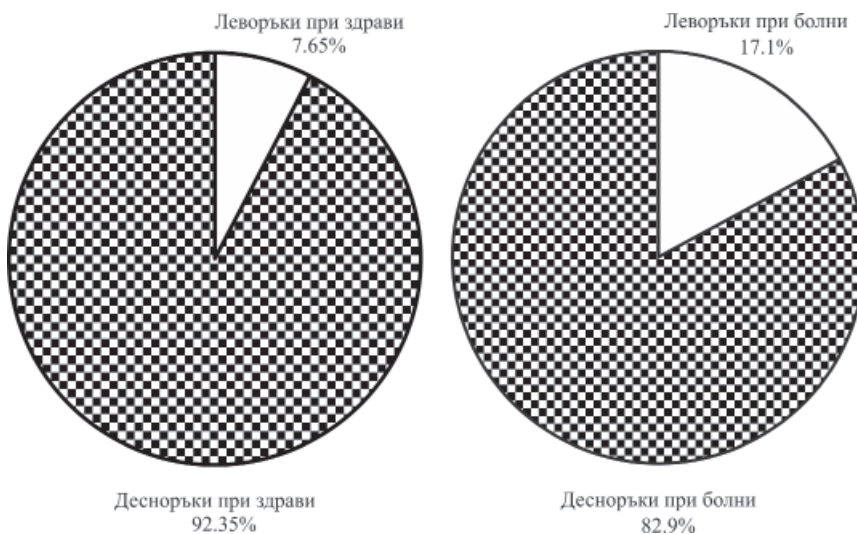 Леворъки при здрави
7.65%
Леворъки при болни
17.1%
Десноръки при здрави
92.35%
Десноръки при болни
82.9%